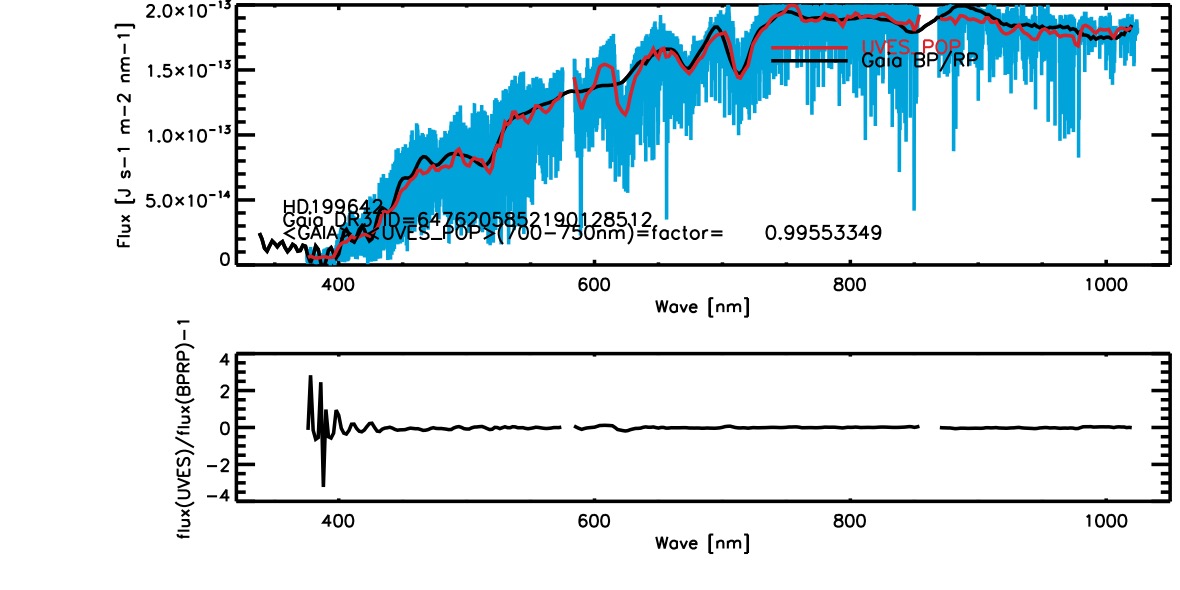 2.0×10⁻¹³
1.5×10⁻¹³
1.0×10⁻¹³
5.0×10⁻¹⁴
0
Flux [J s−1 m−2 nm−1]
UVES_POP
Gaia BP/RP
HD199642
Gaia DR3 ID=6476205852190128512
<GAIA>/<UVES_POP>(700−750nm)=factor= 0.99553349
400 600 800 1000
Wave [nm]
4
2
0
−2
−4
flux(UVES)/flux(BPRP)−1
400 600 800 1000
Wave [nm]